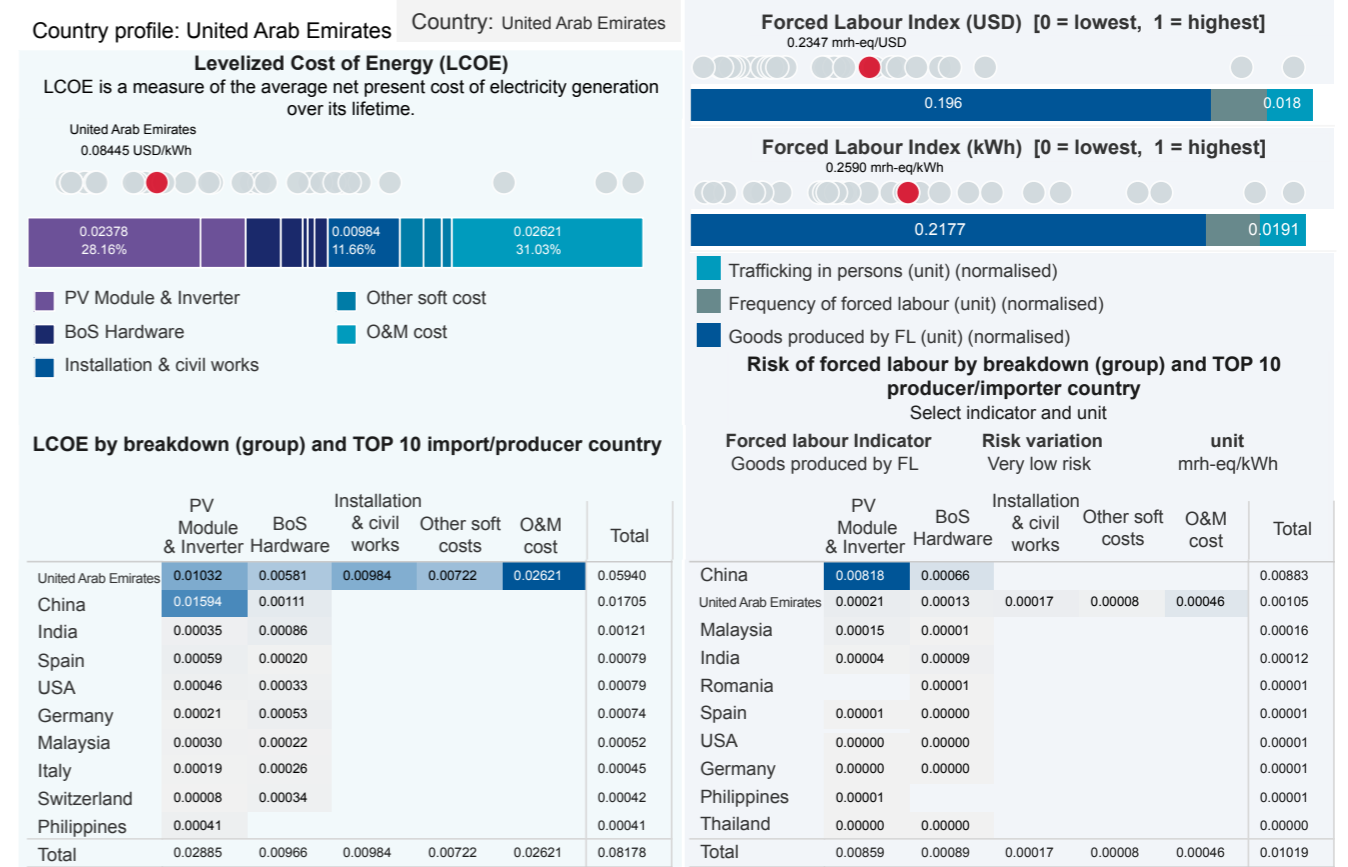 Country profile: United Arab Emirates
Country: United Arab Emirates
Levelized Cost of Energy (LCOE)
LCOE is a measure of the average net present cost of electricity generation
over its lifetime.
United Arab Emirates
0.08445 USD/kWh
0.02378 0.00984 0.02621
28.16% 11.66% 31.03%
PV Module & Inverter Other soft cost
BoS Hardware O&M cost
Installation & civil works
LCOE by breakdown (group) and TOP 10 import/producer country
PV Module & Inverter BoS Hardware Installation & civil works Other soft costs O&M cost Total
United Arab Emirates 0.01032 0.00581 0.00984 0.00722 0.02621 0.05940
China 0.01594 0.00111 0.01705
India 0.00035 0.00086 0.00121
Spain 0.00059 0.00020 0.00079
USA 0.00046 0.00033 0.00079
Germany 0.00021 0.00053 0.00074
Malaysia 0.00030 0.00022 0.00052
Italy 0.00019 0.00026 0.00045
Switzerland 0.00008 0.00034 0.00042
Philippines 0.00041 0.00041
Total 0.02885 0.00966 0.00984 0.00722 0.02621 0.08178
Forced Labour Index (USD) [0 = lowest, 1 = highest]
0.2347 mrh-eq/USD
0.196 0.018
Forced Labour Index (kWh) [0 = lowest, 1 = highest]
0.2590 mrh-eq/kWh
0.2177 0.0191
Trafficking in persons (unit) (normalised)
Frequency of forced labour (unit) (normalised)
Goods produced by FL (unit) (normalised)
Risk of forced labour by breakdown (group) and TOP 10
producer/importer country
Select indicator and unit
Forced labour Indicator Risk variation unit
Goods produced by FL Very low risk mrh-eq/kWh
PV Module & Inverter BoS Hardware Installation & civil works Other soft costs O&M cost Total
China 0.00818 0.00066 0.00883
United Arab Emirates 0.00021 0.00013 0.00017 0.00008 0.00046 0.00105
Malaysia 0.00015 0.00001 0.00016
India 0.00004 0.00009 0.00012
Romania 0.00001 0.00001
Spain 0.00001 0.00000 0.00001
USA 0.00000 0.00000 0.00001
Germany 0.00000 0.00000 0.00001
Philippines 0.00001 0.00001
Thailand 0.00000 0.00000 0.00000
Total 0.00859 0.00089 0.00017 0.00008 0.00046 0.01019